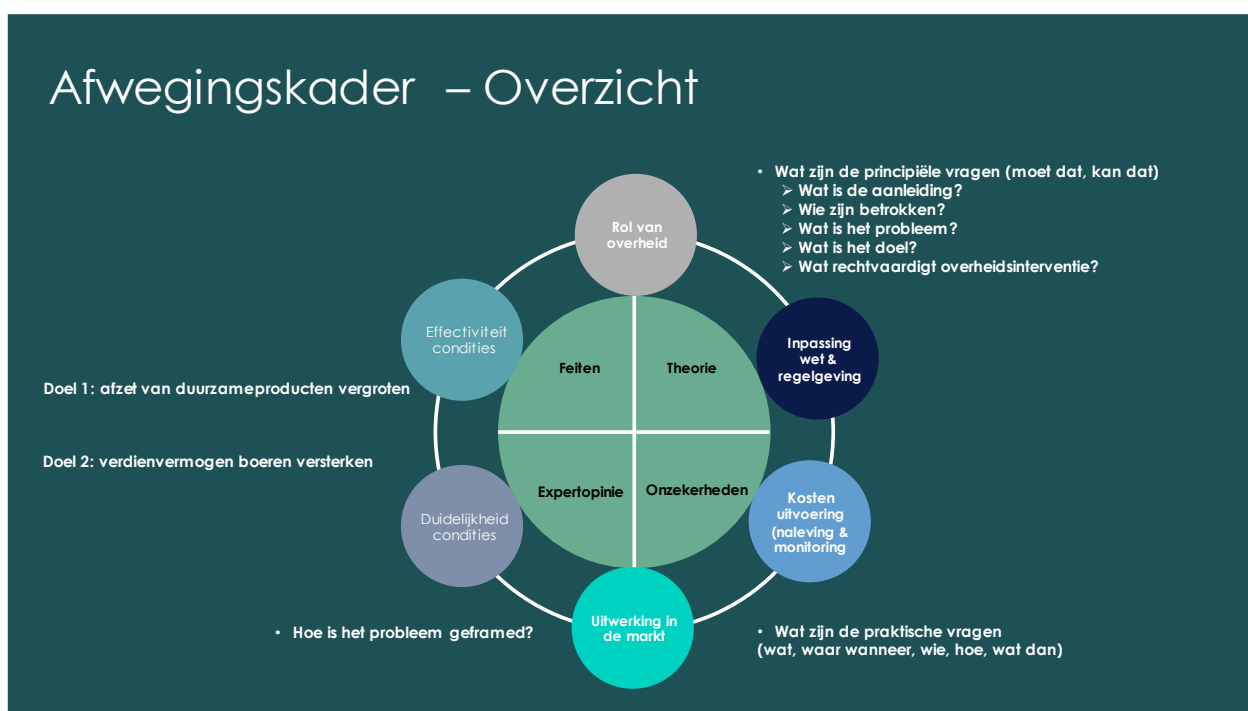 Afwegingskader – Overzicht
• Wat zijn de principiële vragen (moet dat, kan dat)
➢ Wat is de aanleiding?
➢ Wie zijn betrokken?
➢ Wat is het probleem?
➢ Wat is het doel?
➢ Wat rechtvaardigt overheidsinterventie?
Rol van
overheid
Effectiviteit
condities
Inpassing
wet &
regelgeving
Feiten
Theorie
Doel 1: afzet van duurzameproducten vergroten
Doel 2: verdienvermogen boeren versterken
Expertopinie
Onzekerheden
Duidelijkheid
condities
Kosten
uitvoering
(naleving &
monitoring
Uitwerking in
de markt
• Hoe is het probleem geframed?
• Wat zijn de praktische vragen
(wat, waar wanneer, wie, hoe, wat dan)